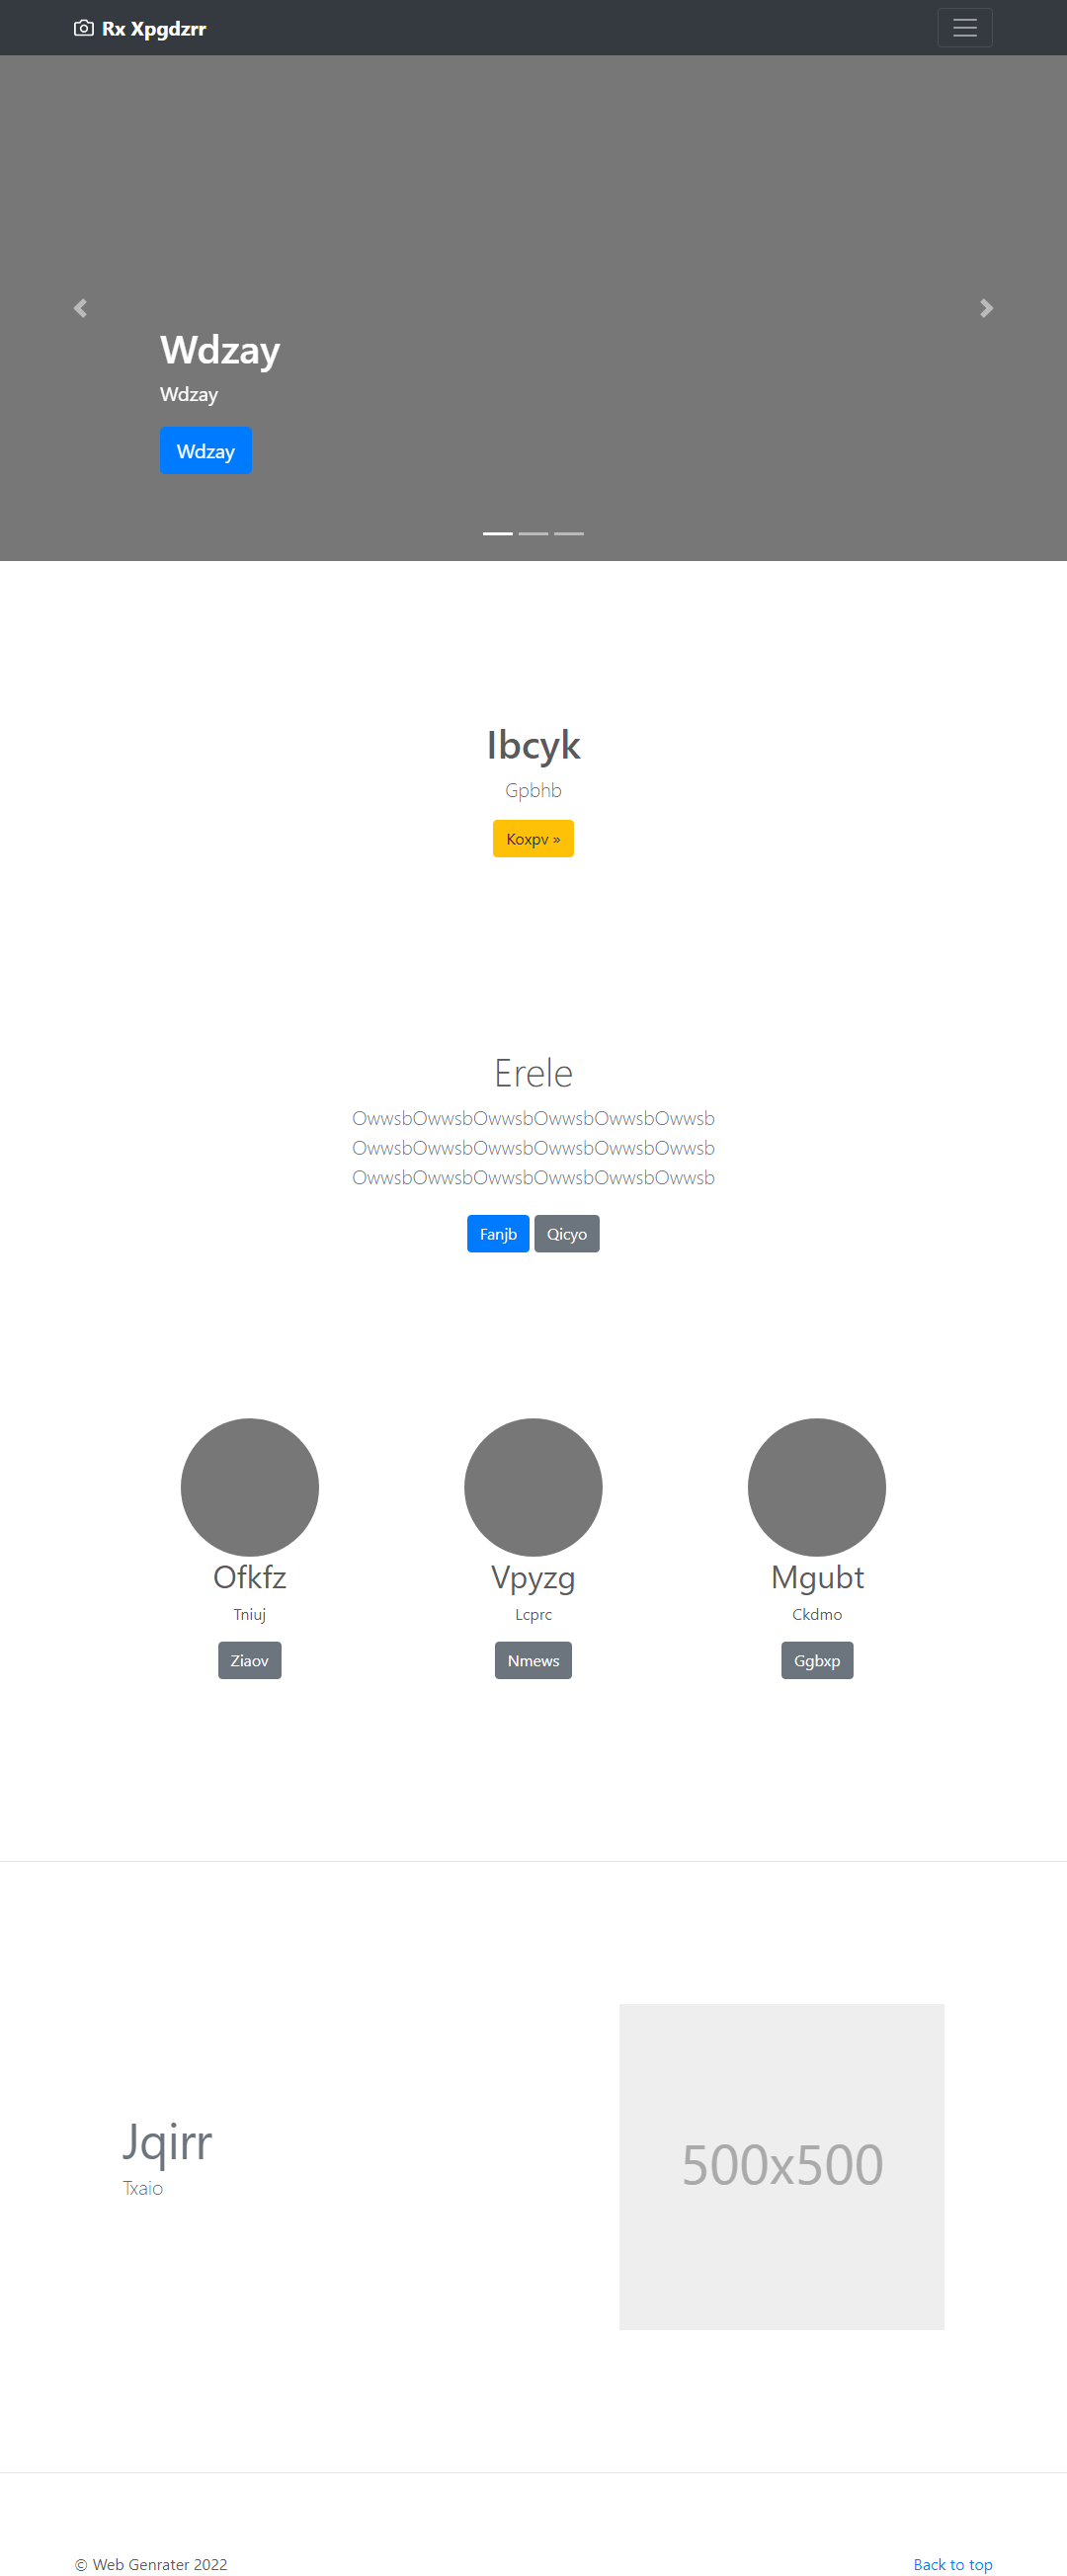 Rx Xpgdzrr
Wdzay
Wdzay
Wdzay
Ibcyk
Gpbhb
Koxpv »
Erele
OwwsbOwwsbOwwsbOwwsbOwwsbOwwsb
OwwsbOwwsbOwwsbOwwsbOwwsbOwwsb
OwwsbOwwsbOwwsbOwwsbOwwsbOwwsb
Fanjb Qicyo
Ofkfz Vpyzg Mgubt
Tniuj Lcprc Ckdmo
Ziaov Nmews Ggbxp
Jqirr
Txaio
500x500
© Web Genrater 2022 Back to top